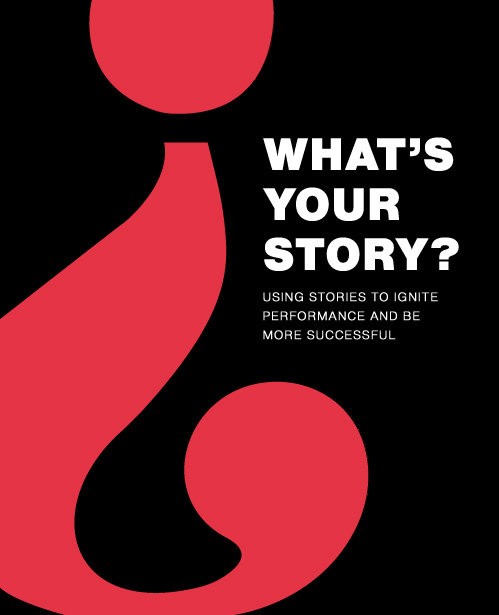 WHAT'S
YOUR
STORY?
USING STORIES TO IGNITE
PERFORMANCE AND BE
MORE SUCCESSFUL